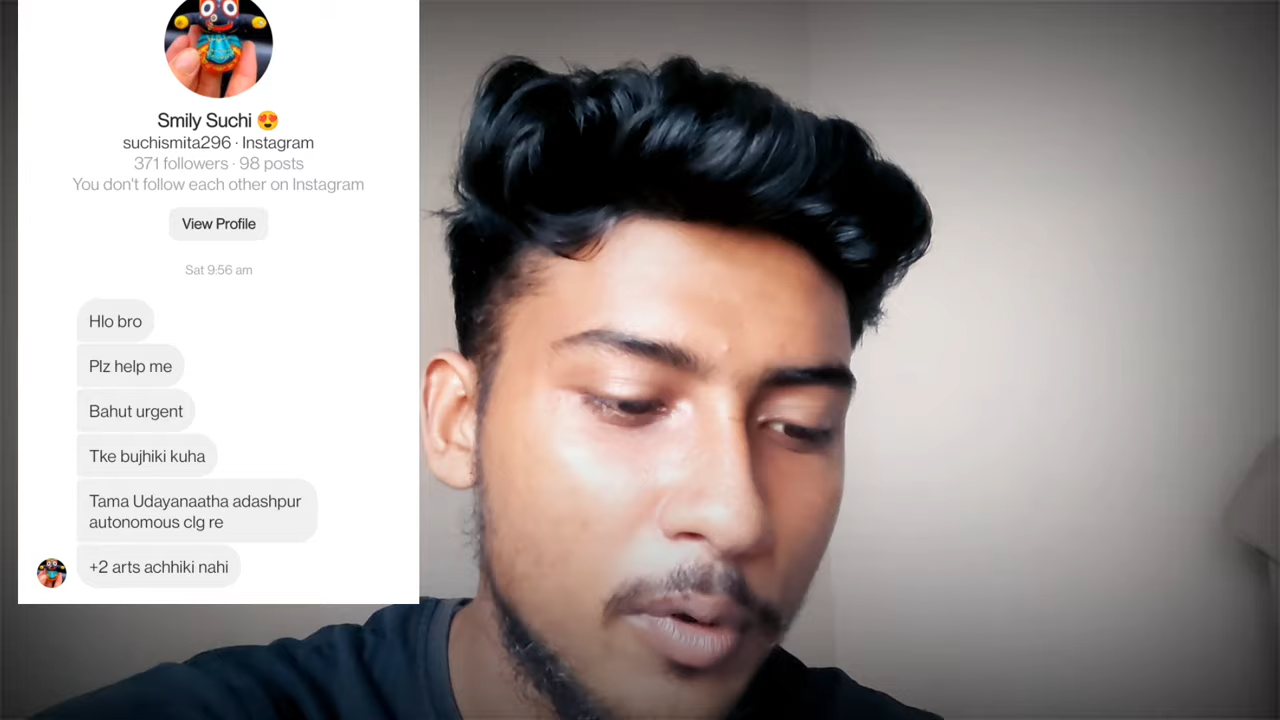 Smily Suchi 😍
suchismita296 · Instagram
371 followers · 98 posts
You don't follow each other on Instagram
View Profile
Sat 9:56 am
Hlo bro
Plz help me
Bahut urgent
Tke bujhiki kuha
Tama Udayanaatha adashpur
autonomous clg re
+2 arts achhiki nahi